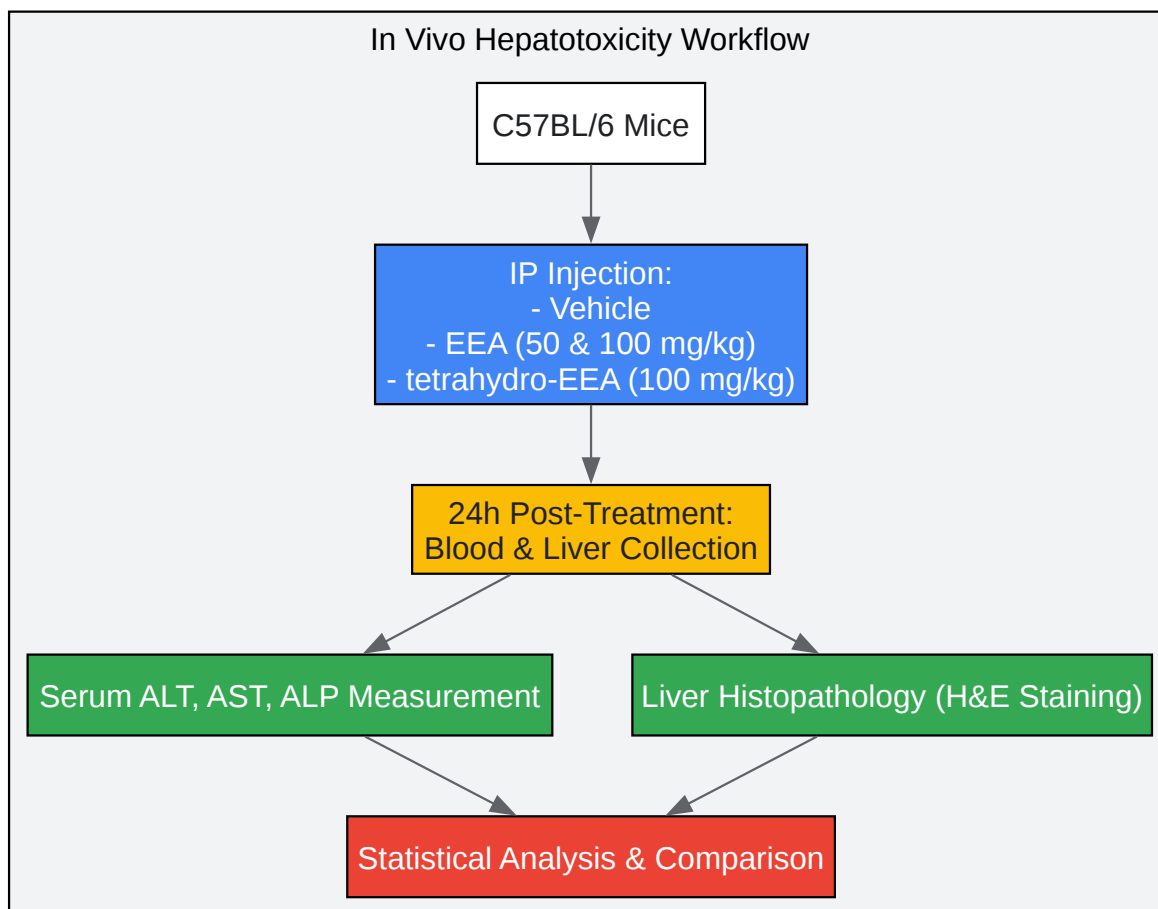 In Vivo Hepatotoxicity Workflow
C57BL/6 Mice
IP Injection:
- Vehicle
- EEA (50 & 100 mg/kg)
- tetrahydro-EEA (100 mg/kg)
24h Post-Treatment:
Blood & Liver Collection
Serum ALT, AST, ALP Measurement
Liver Histopathology (H&E Staining)
Statistical Analysis & Comparison